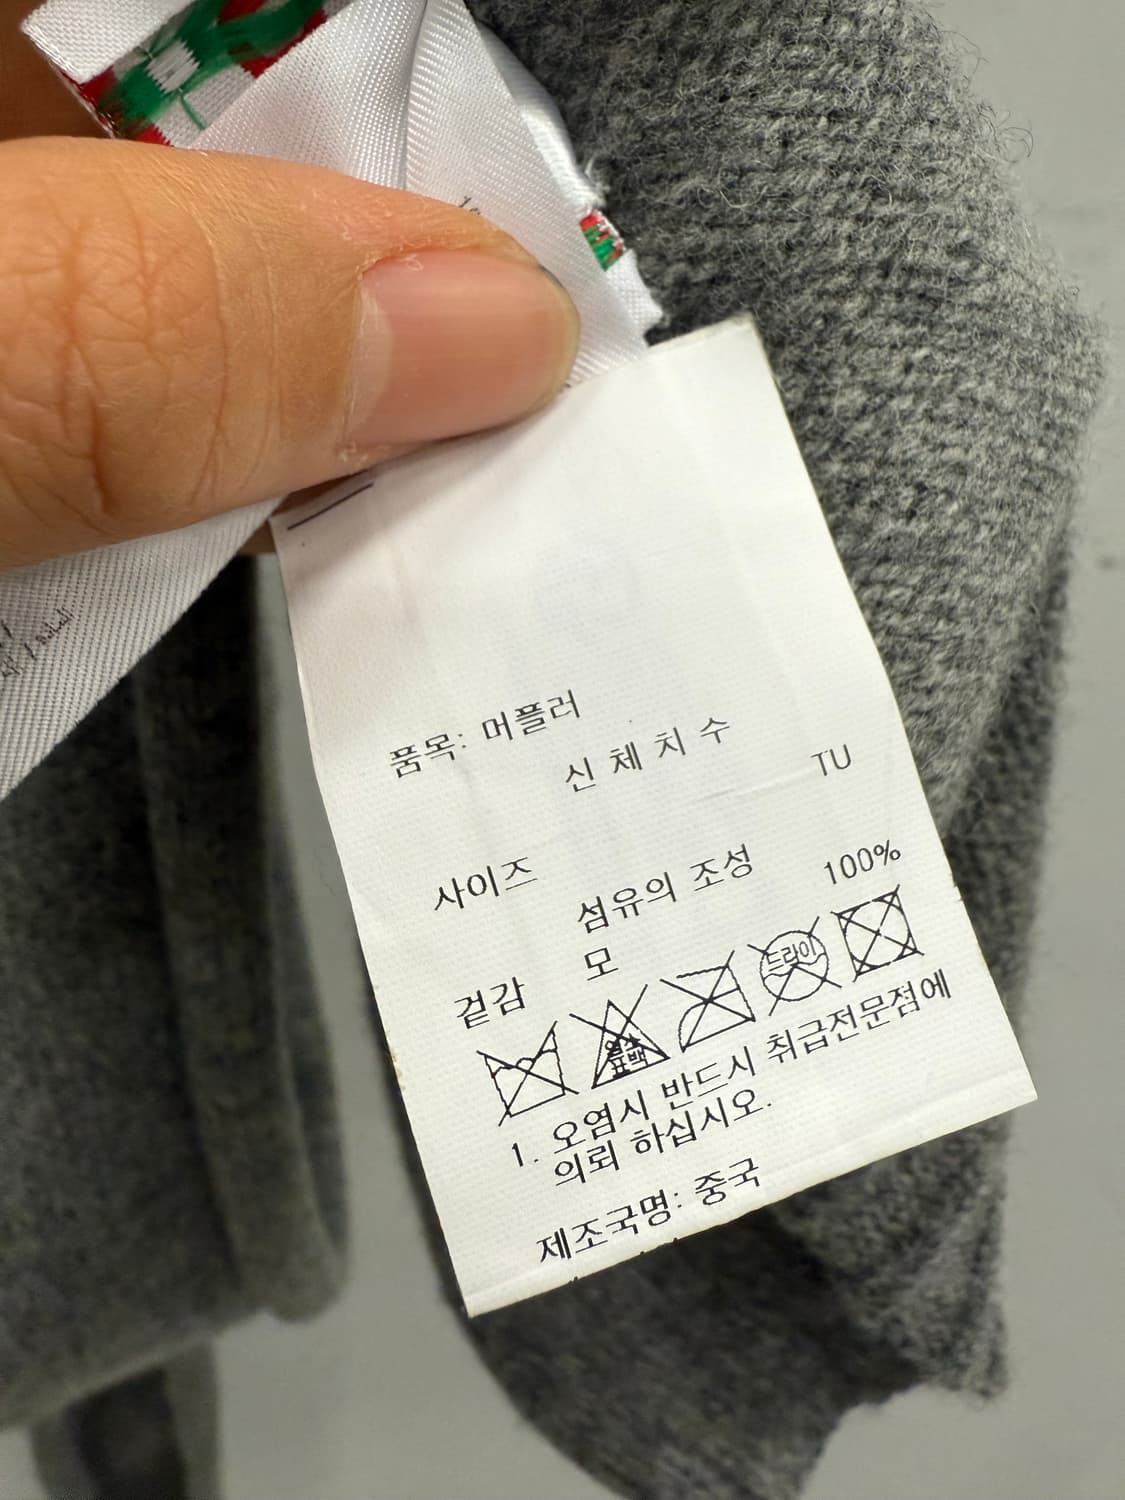 품목: 머플러
신 체 치 수
사이즈 TU
섬유의 조성
겉감 모 100%
염소
표백
드라이
1. 오염시 반드시 취급전문점에
의뢰 하십시오.
제조국명: 중국